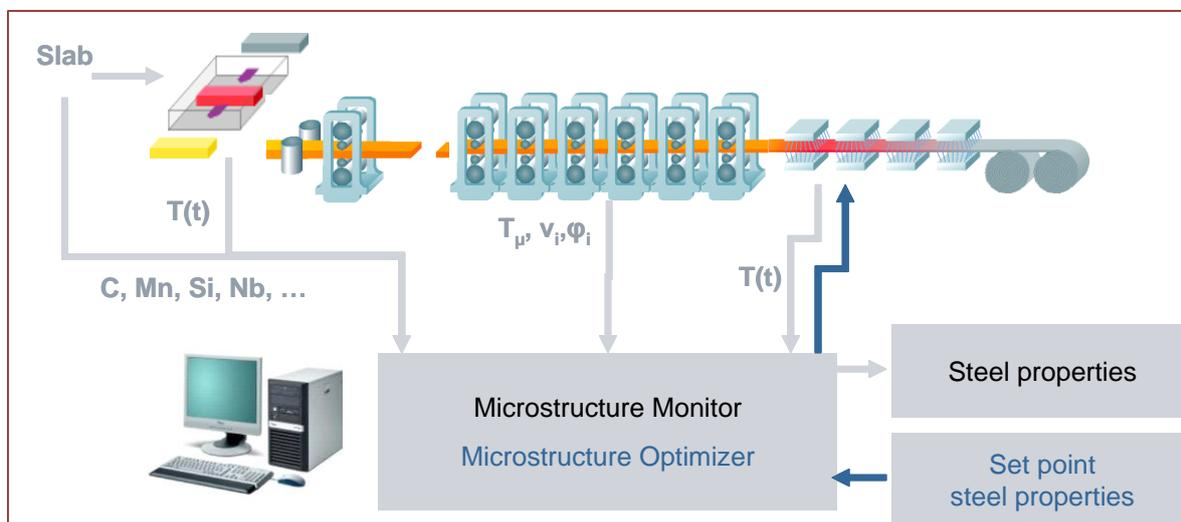 Slab
T(t)
C, Mn, Si, Nb, …
Tμ, vi,φi
T(t)
Microstructure Monitor
Microstructure Optimizer
Steel properties
Set point
steel properties